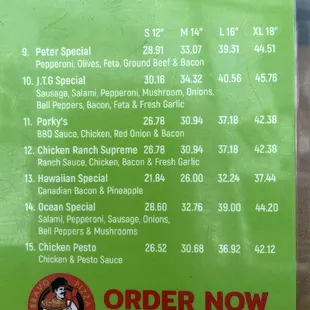 S 12" M 14" L 16" XL 18"
9. Peter Special 28.91 33.07 39.31 44.51
Pepperoni, Olives, Feta, Ground Beef & Bacon
10. J.T.G Special 30.16 34.32 40.56 45.76
Sausage, Salami, Pepperoni, Mushroom, Onions,
Bell Peppers, Bacon, Feta & Fresh Garlic
11. Porky's 26.78 30.94 37.18 42.38
BBQ Sauce, Chicken, Red Onion & Bacon
12. Chicken Ranch Supreme 26.78 30.94 37.18 42.38
Ranch Sauce, Chicken, Bacon & Fresh Garlic
13. Hawaiian Special 21.84 26.00 32.24 37.44
Canadian Bacon & Pineapple
14. Ocean Special 28.60 32.76 39.00 44.20
Salami, Pepperoni, Sausage, Onions,
Bell Peppers & Mushrooms
15. Chicken Pesto 26.52 30.68 36.92 42.12
Chicken & Pesto Sauce
BRAVO PIZZA
ORDER NOW